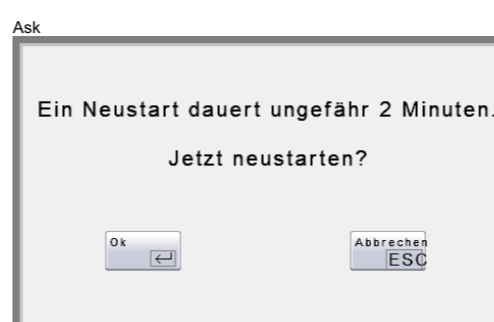 Ask
Ein Neustart dauert ungefähr 2 Minuten.
Jetzt neustarten?
Ok
Abbrechen
ESC